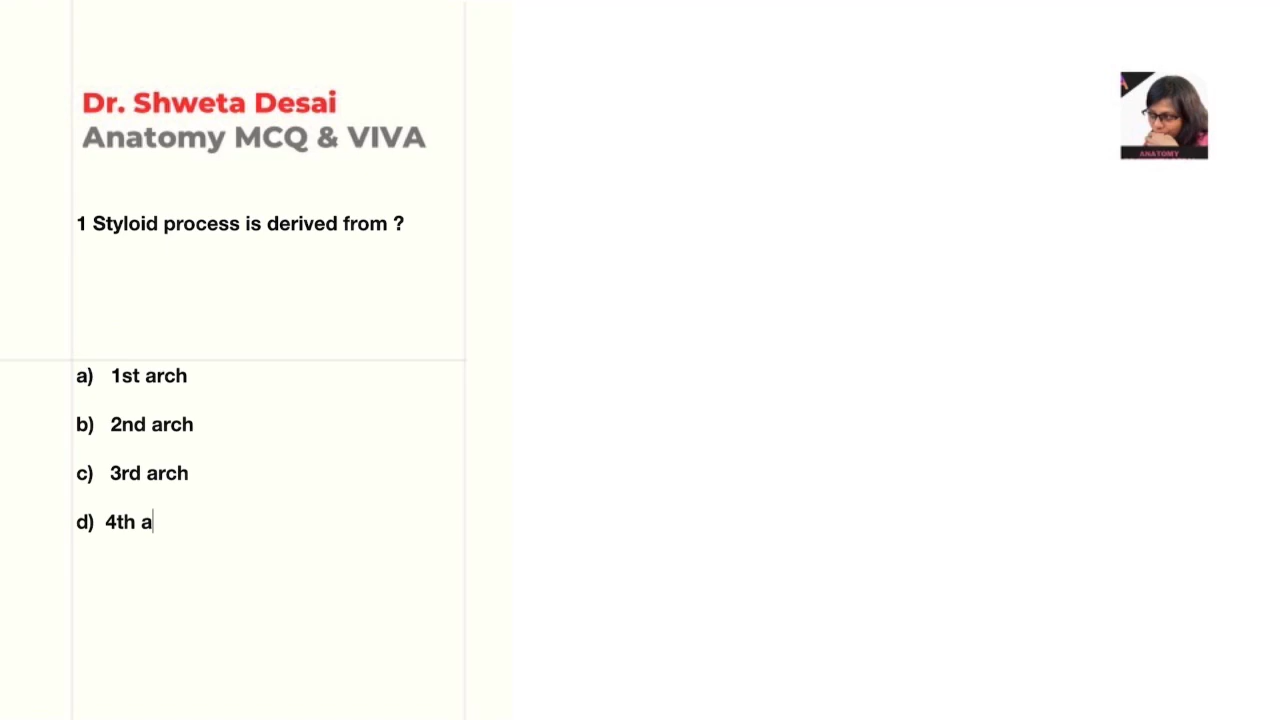 Dr. Shweta Desai
Anatomy MCQ & VIVA
ANATOMY
1 Styloid process is derived from ?
a) 1st arch
b) 2nd arch
c) 3rd arch
d) 4th a